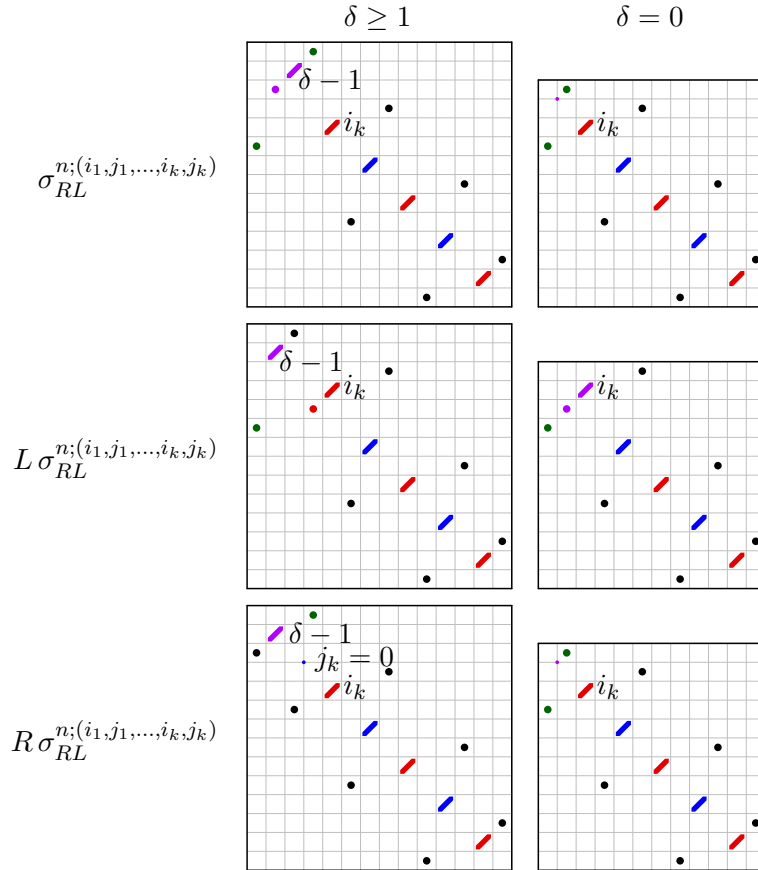 δ ≥ 1 δ = 0
δ − 1
i_k i_k
σ_{RL}^{n;(i_1,j_1,...,i_k,j_k)}
δ − 1
i_k i_k
L σ_{RL}^{n;(i_1,j_1,...,i_k,j_k)}
δ − 1
j_k = 0
i_k i_k
R σ_{RL}^{n;(i_1,j_1,...,i_k,j_k)}